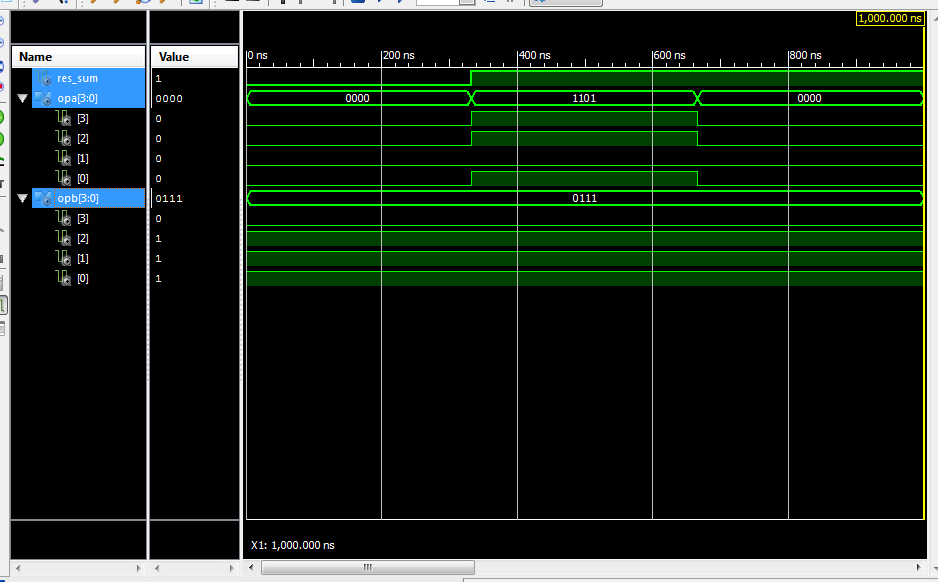 1,000.000 ns
Name Value 0 ns 200 ns 400 ns 600 ns 800 ns
res_sum 1
opa[3:0] 0000 0000 1101 0000
[3] 0
[2] 0
[1] 0
[0] 0
opb[3:0] 0111 0111
[3] 0
[2] 1
[1] 1
[0] 1
X1: 1,000.000 ns